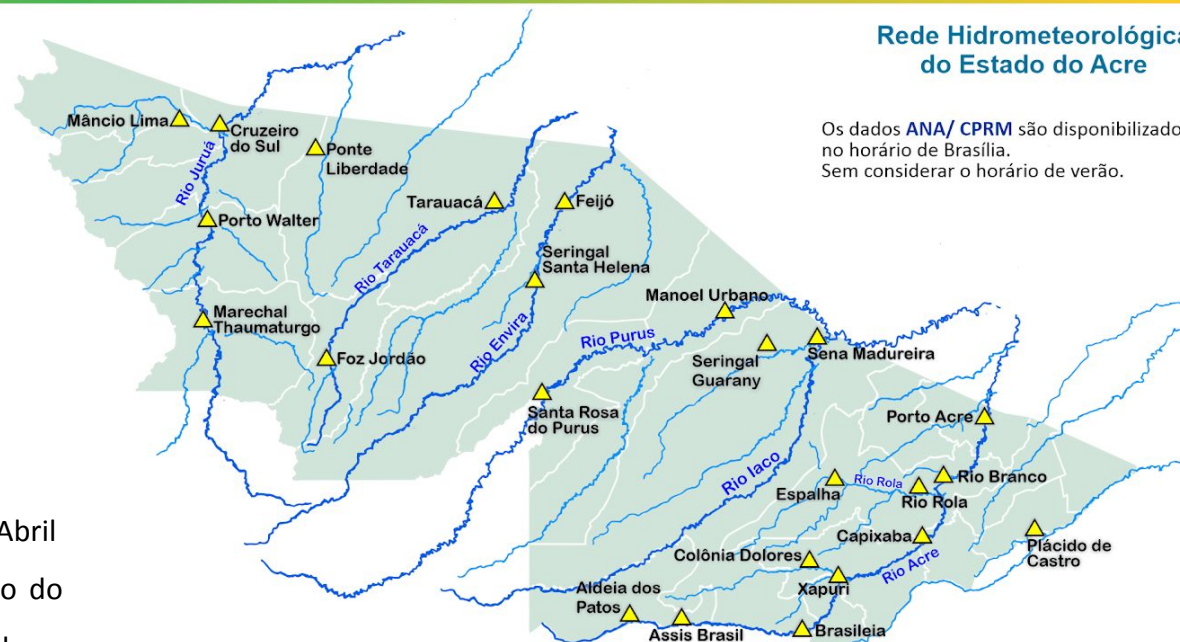 Rede Hidrometeorológica
do Estado do Acre
Os dados ANA/ CPRM são disponibilizado
no horário de Brasília.
Sem considerar o horário de verão.
Mâncio Lima
Cruzeiro
do Sul
Ponte
Liberdade
Rio Juruá
Porto Walter
Tarauacá
Feijó
Rio Tarauacá
Seringal
Santa Helena
Marechal
Thaumaturgo
Foz Jordão
Rio Envira
Manoel Urbano
Rio Purus
Seringal
Guarany
Sena Madureira
Santa Rosa
do Purus
Porto Acre
Rio Iaco
Espalha
Rio Rola
Rio Rola
Rio Branco
Capixaba
Plácido de
Castro
Colônia Dolores
Rio Acre
Xapuri
Aldeia dos
Patos
Assis Brasil
Brasileia
Abril
o do